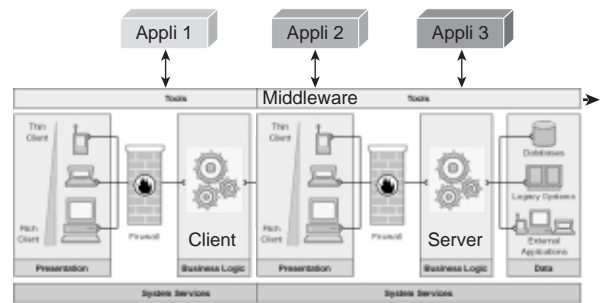 Appli 1
Appli 2
Appli 3
Tools
Middleware
Tools
Thin
Client
Rich
Client
Firewall
Client
Presentation
Business Logic
Thin
Client
Rich
Client
Firewall
Server
Presentation
Business Logic
Databases
Legacy Systems
External
Applications
Data
System Services
System Services